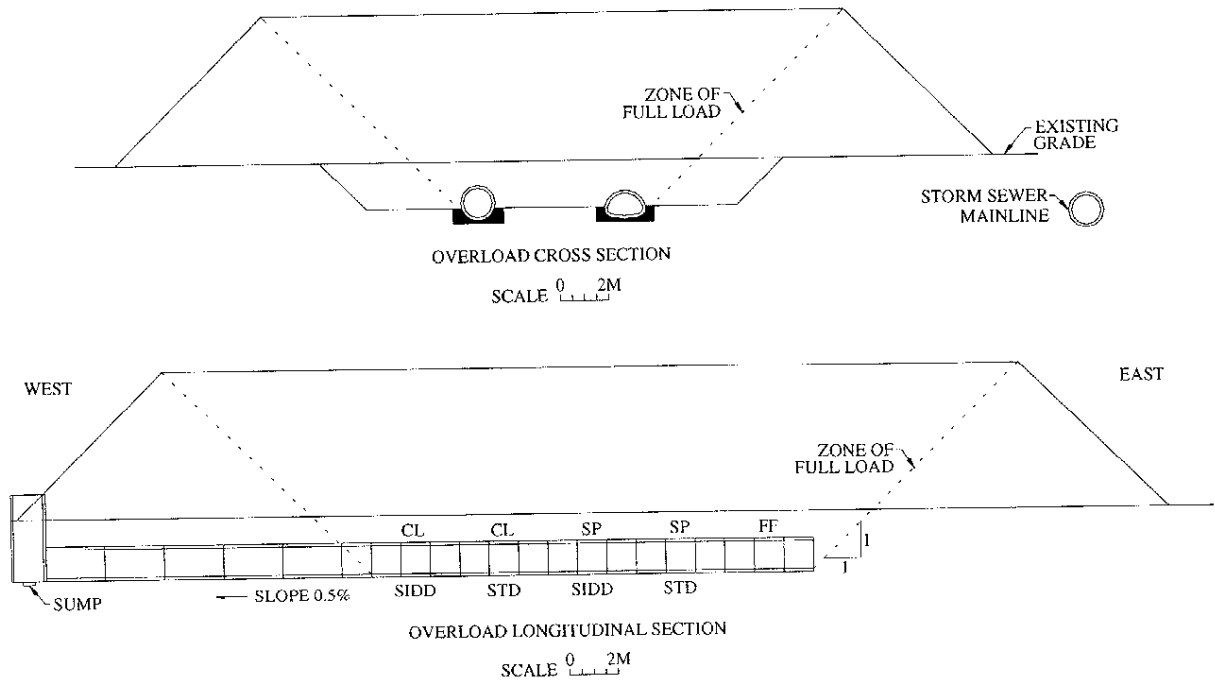 ZONE OF
FULL LOAD
EXISTING
GRADE
STORM SEWER
MAINLINE
OVERLOAD CROSS SECTION
SCALE 0 2M
WEST
EAST
ZONE OF
FULL LOAD
CL CL SP SP FF
1
1
SUMP
SLOPE 0.5%
SIDD STD SIDD STD
OVERLOAD LONGITUDINAL SECTION
SCALE 0 2M